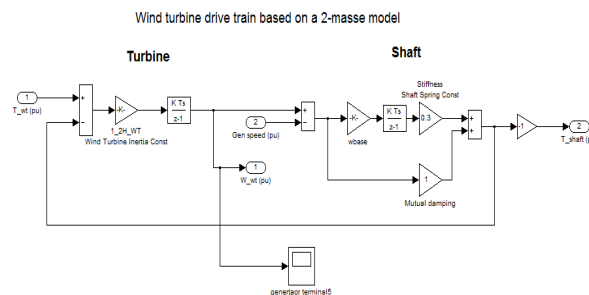 Wind turbine drive train based on a 2-masse model
Turbine
Shaft
1
T_wt (pu)
+
−
-K-
1_2H_WT
Wind Turbine Inertia Const
K Ts
z-1
2
Gen speed (pu)
+
−
1
W_wt (pu)
-K-
wbase
K Ts
z-1
Stiffness
Shaft Spring Const
0.3
1
Mutual damping
+
+
-1
2
T_shaft (p
genertaor terminal5